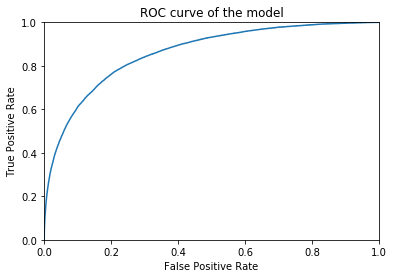 ROC curve of the model
True Positive Rate
1.0
0.8
0.6
0.4
0.2
0.0
0.0 0.2 0.4 0.6 0.8 1.0
False Positive Rate